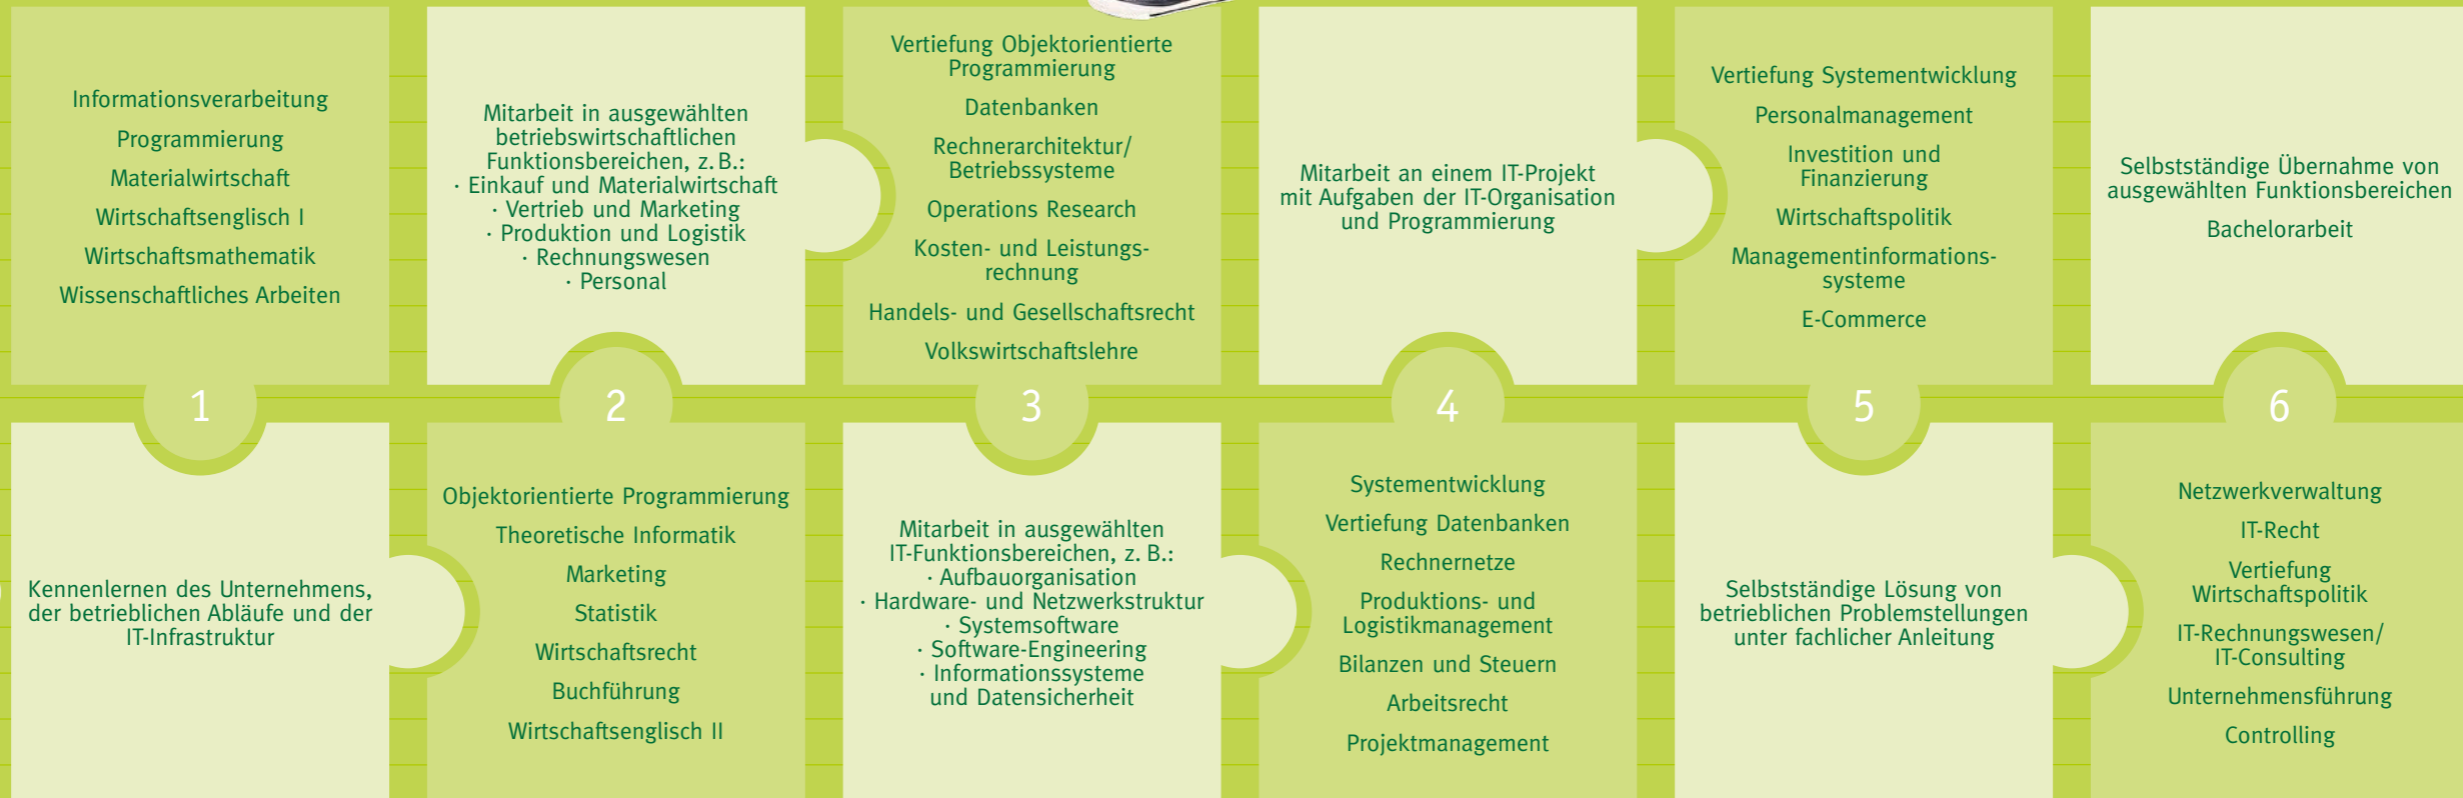 Informationsverarbeitung
Programmierung
Materialwirtschaft
Wirtschaftsenglisch I
Wirtschaftsmathematik
Wissenschaftliches Arbeiten
1
Kennenlernen des Unternehmens,
der betrieblichen Abläufe und der
IT-Infrastruktur
Mitarbeit in ausgewählten
betriebswirtschaftlichen
Funktionsbereichen, z. B.:
· Einkauf und Materialwirtschaft
· Vertrieb und Marketing
· Produktion und Logistik
· Rechnungswesen
· Personal
2
Objektorientierte Programmierung
Theoretische Informatik
Marketing
Statistik
Wirtschaftsrecht
Buchführung
Wirtschaftsenglisch II
Vertiefung Objektorientierte
Programmierung
Datenbanken
Rechnerarchitektur/
Betriebssysteme
Operations Research
Kosten- und Leistungs-
rechnung
Handels- und Gesellschaftsrecht
Volkswirtschaftslehre
3
Mitarbeit in ausgewählten
IT-Funktionsbereichen, z. B.:
· Aufbauorganisation
· Hardware- und Netzwerkstruktur
· Systemsoftware
· Software-Engineering
· Informationssysteme
und Datensicherheit
Mitarbeit an einem IT-Projekt
mit Aufgaben der IT-Organisation
und Programmierung
4
Systementwicklung
Vertiefung Datenbanken
Rechnernetze
Produktions- und
Logistikmanagement
Bilanzen und Steuern
Arbeitsrecht
Projektmanagement
Vertiefung Systementwicklung
Personalmanagement
Investition und
Finanzierung
Wirtschaftspolitik
Managementinformations-
systeme
E-Commerce
5
Selbstständige Lösung von
betrieblichen Problemstellungen
unter fachlicher Anleitung
Selbstständige Übernahme von
ausgewählten Funktionsbereichen
Bachelorarbeit
6
Netzwerkverwaltung
IT-Recht
Vertiefung
Wirtschaftspolitik
IT-Rechnungswesen/
IT-Consulting
Unternehmensführung
Controlling